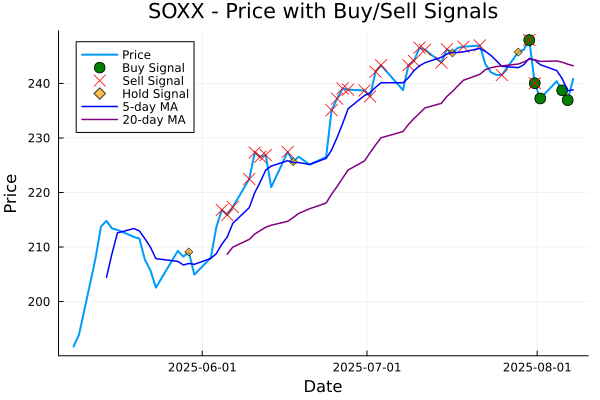 SOXX - Price with Buy/Sell Signals
Price
Buy Signal
Sell Signal
Hold Signal
5-day MA
20-day MA
240
230
220
210
200
Price
2025-06-01
2025-07-01
2025-08-01
Date